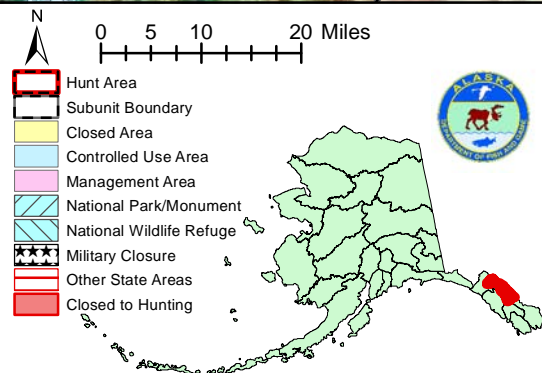 N
0 5 10 20 Miles
Hunt Area
Subunit Boundary
Closed Area
Controlled Use Area
Management Area
National Park/Monument
National Wildlife Refuge
Military Closure
Other State Areas
Closed to Hunting
ALASKA
DEPARTMENT OF FISH AND GAME